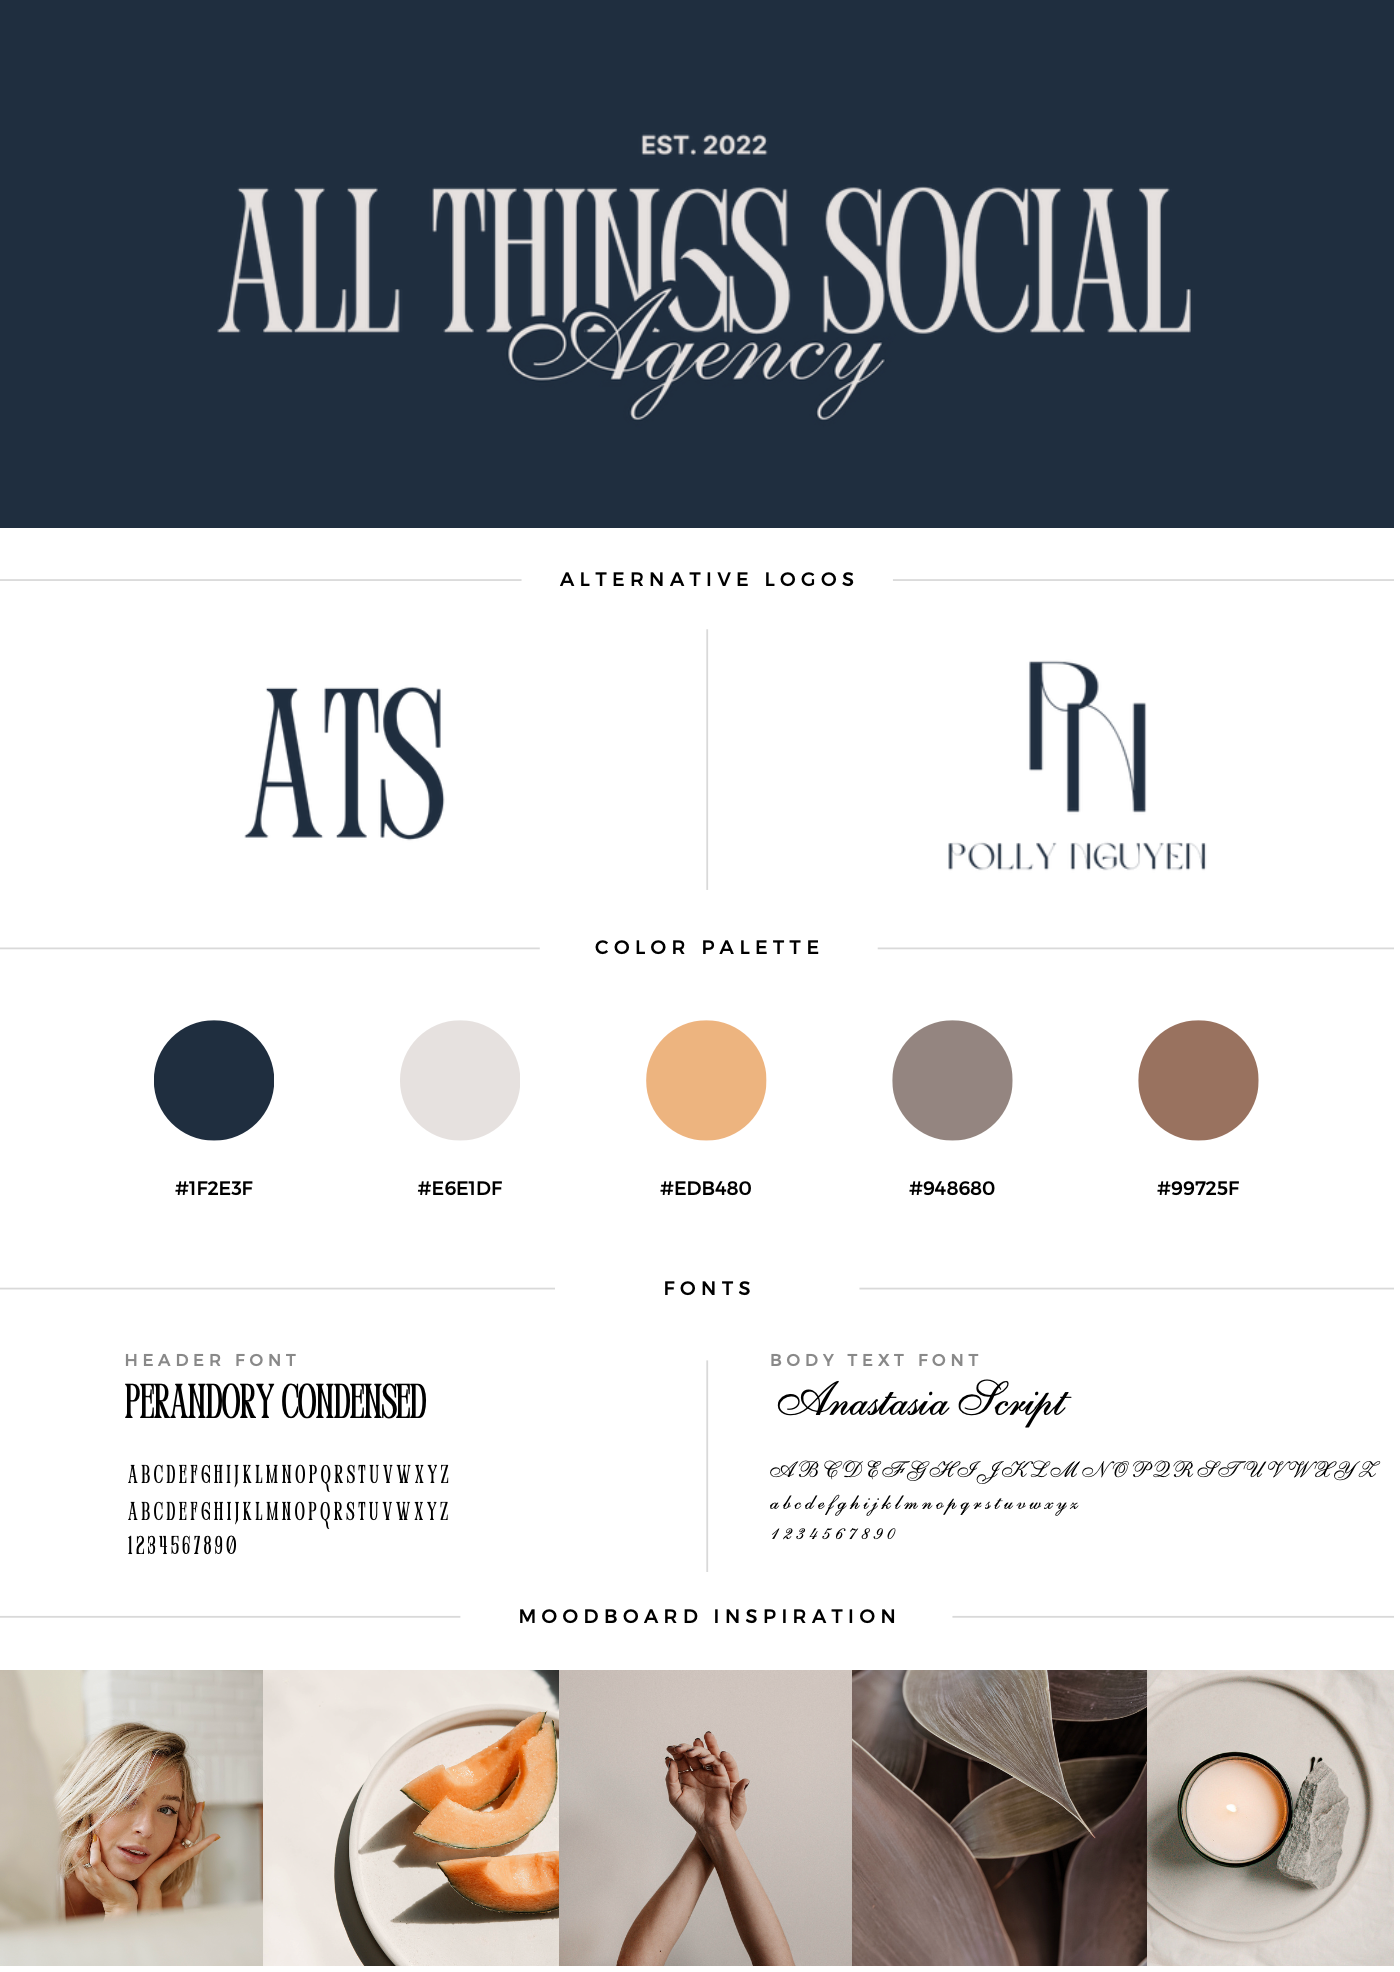 EST. 2022
ALL THINGS SOCIAL
Agency
ALTERNATIVE LOGOS
ATS
PN
POLLY NGUYEN
COLOR PALETTE
#1F2E3F
#E6E1DF
#EDB480
#948680
#99725F
FONTS
HEADER FONT
PERANDORY CONDENSED
ABCDEFGHIJKLMNOPQRSTUVWXYZ
ABCDEFGHIJKLMNOPQRSTUVWXYZ
1234567890
BODY TEXT FONT
Anastasia Script
ABCDEFGHIJKLMNOPQRSTUVWXYZ
abcdefghijklmnopqrstuvwxyz
1234567890
MOODBOARD INSPIRATION